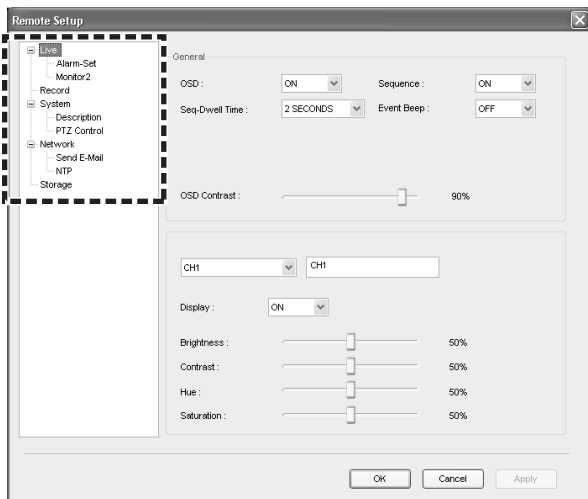 Remote Setup
Live
Alarm-Set
Monitor2
Record
System
Description
PTZ Control
Network
Send E-Mail
NTP
Storage
General
OSD : ON Sequence : ON
Seq-Dwell Time : 2 SECONDS Event Beep : OFF
OSD Contrast : 90%
CH1 CH1
Display : ON
Brightness : 50%
Contrast : 50%
Hue : 50%
Saturation : 50%
OK Cancel Apply